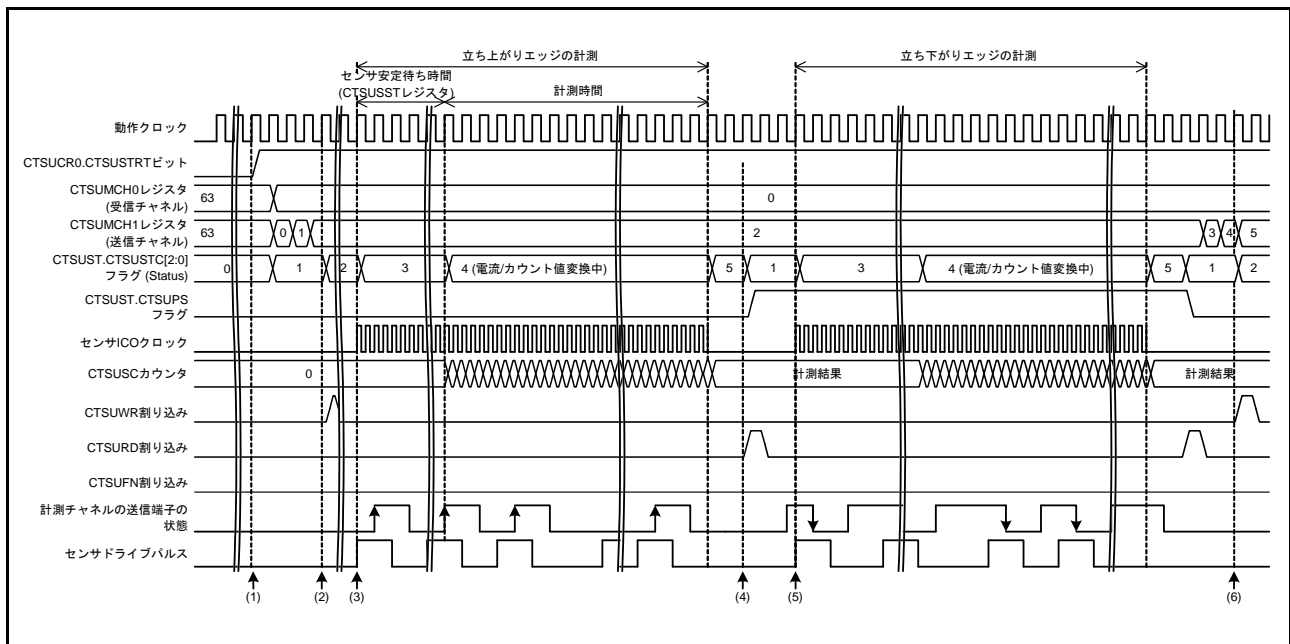 立ち上がりエッジの計測
立ち下がりエッジの計測
センサ安定待ち時間
(CTSUSSTレジスタ)
計測時間
動作クロック
CTSUCR0.CTSUSTRTビット
CTSUMCH0レジスタ
(受信チャネル)
63
0
CTSUMCH1レジスタ
(送信チャネル)
63
0
1
2
3
4
5
CTSUST.CTSUSTC[2:0]
フラグ (Status)
0
1
2
3
4 (電流/カウント値変換中)
5
1
3
4 (電流/カウント値変換中)
5
1
2
CTSUST.CTSUPS
フラグ
センサICOクロック
CTSUSCカウンタ
0
計測結果
計測結果
CTSUWR割り込み
CTSURD割り込み
CTSUFN割り込み
計測チャネルの送信端子の
状態
センサドライブパルス
(1)
(2)
(3)
(4)
(5)
(6)